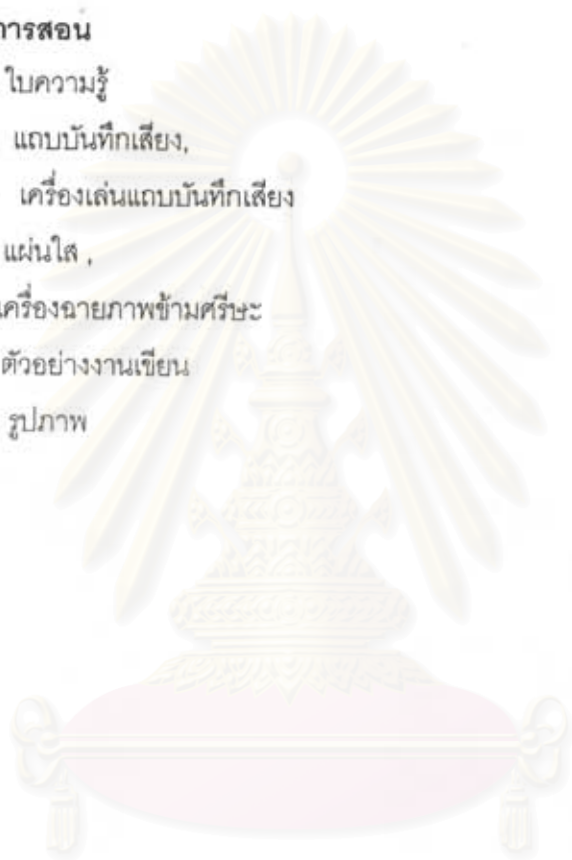 การสอน
ใบความรู้
แถบบันทึกเสียง,
เครื่องเล่นแถบบันทึกเสียง
แผ่นใส ,
เครื่องฉายภาพข้ามศรีษะ
ตัวอย่างงานเขียน
รูปภาพ